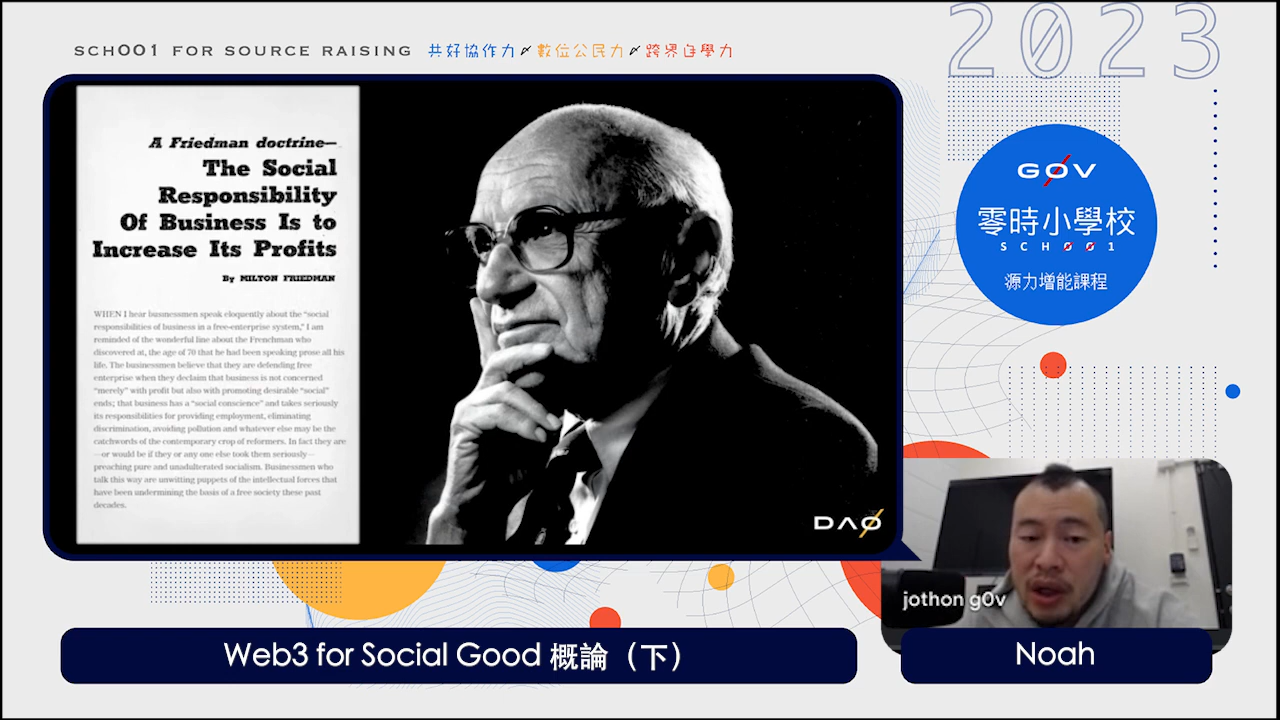 SCHOO1 FOR SOURCE RAISING 共好協作力 數位公民力 跨界自學力
2023
A Friedman doctrine—
The Social
Responsibility
Of Business Is to
Increase Its Profits
By MILTON FRIEDMAN
WHEN I hear businessmen speak eloquently about the "social
responsibilities of business in a free-enterprise system," I am
reminded of the wonderful line about the Frenchman who
discovered at, the age of 70 that he had been speaking prose all his
life. The businessmen believe that they are defending free
enterprise when they declaim that business is not concerned
"merely" with profit but also with promoting desirable "social"
ends; that business has a "social conscience" and takes seriously
its responsibilities for providing employment, eliminating
discrimination, avoiding pollution and whatever else may be the
catchwords of the contemporary crop of reformers. In fact they are
—or would be if they or any one else took them seriously—
preaching pure and unadulterated socialism. Businessmen who
talk this way are unwitting puppets of the intellectual forces that
have been undermining the basis of a free society these past
decades.
DAO
GOV
零時小學校
SCHOO1
源力增能課程
jothon g0v
Web3 for Social Good 概論（下）
Noah